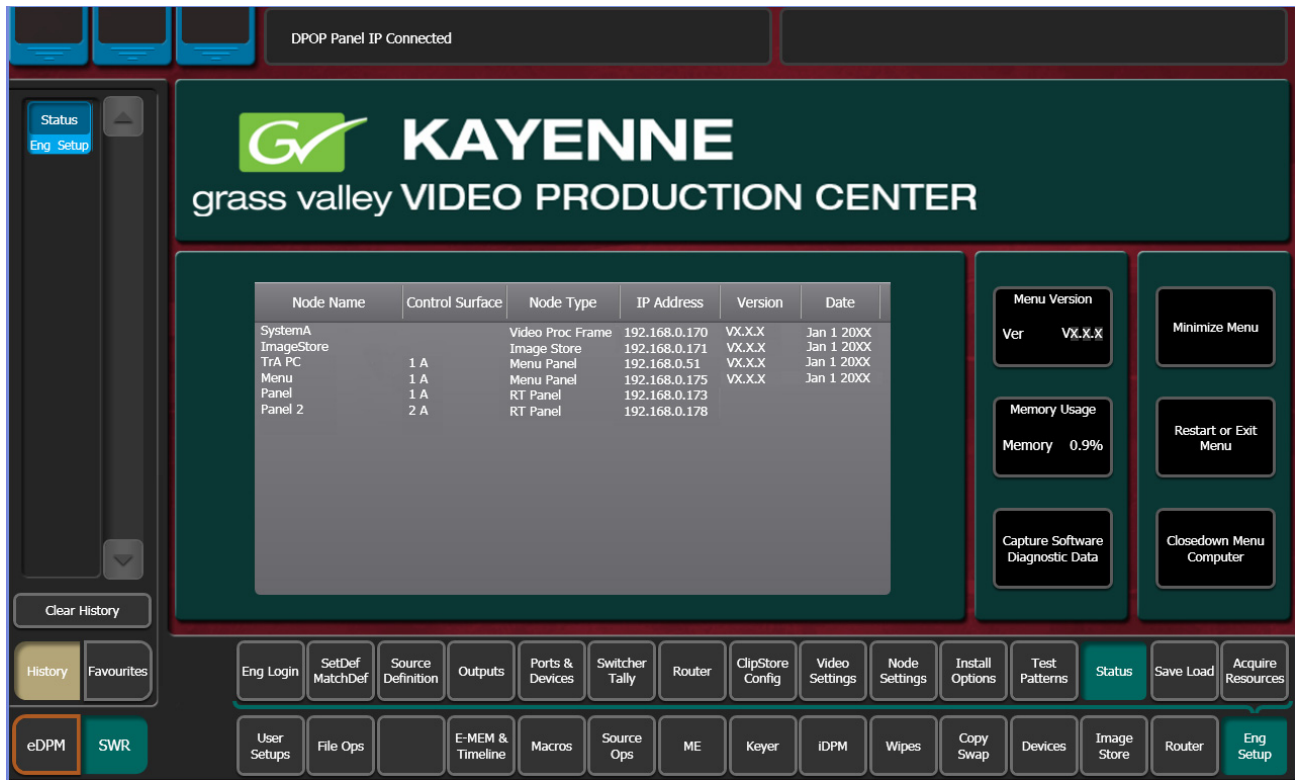 DPOP Panel IP Connected
Status
Eng Setup
Clear History
History
Favourites
eDPM
SWR
GV
KAYENNE
grass valley VIDEO PRODUCTION CENTER
Node Name Control Surface Node Type IP Address Version Date
SystemA Video Proc Frame 192.168.0.170 VX.X.X Jan 1 20XX
ImageStore Image Store 192.168.0.171 VX.X.X Jan 1 20XX
TrA PC 1 A Menu Panel 192.168.0.51 VX.X.X Jan 1 20XX
Menu 1 A Menu Panel 192.168.0.175 VX.X.X Jan 1 20XX
Panel 1 A RT Panel 192.168.0.173
Panel 2 2 A RT Panel 192.168.0.178
Menu Version
Ver VX.X.X
Memory Usage
Memory 0.9%
Capture Software
Diagnostic Data
Minimize Menu
Restart or Exit
Menu
Closedown Menu
Computer
Eng Login
SetDef
MatchDef
Source
Definition
Outputs
Ports &
Devices
Switcher
Tally
Router
ClipStore
Config
Video
Settings
Node
Settings
Install
Options
Test
Patterns
Status
Save Load
Acquire
Resources
User
Setups
File Ops
E-MEM &
Timeline
Macros
Source
Ops
ME
Keyer
iDPM
Wipes
Copy
Swap
Devices
Image
Store
Router
Eng
Setup